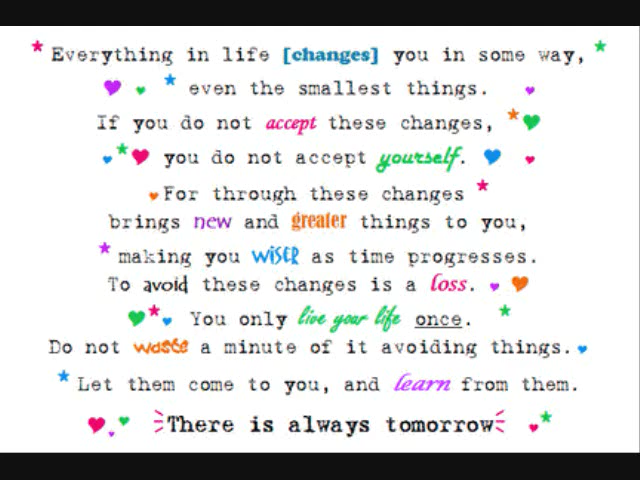 Everything in life [changes] you in some way,
even the smallest things.
If you do not accept these changes,
you do not accept yourself.
For through these changes
brings new and greater things to you,
making you wiser as time progresses.
To avoid these changes is a loss.
You only live your life once.
Do not waste a minute of it avoiding things.
Let them come to you, and learn from them.
There is always tomorrow